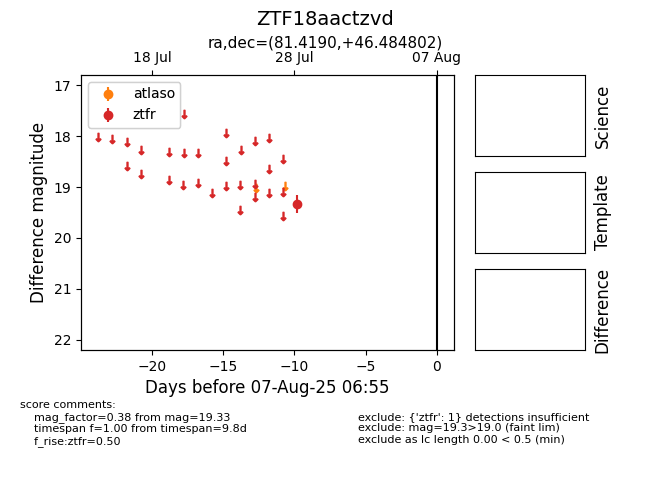 ZTF18aactzvd
ra,dec=(81.4190,+46.484802)
18 Jul 28 Jul 07 Aug
atlaso
ztfr
17
18
19
20
21
22
Difference magnitude
−20 −15 −10 −5 0
Days before 07-Aug-25 06:55
Science
Template
Difference
score comments:
mag_factor=0.38 from mag=19.33
timespan f=1.00 from timespan=9.8d
f_rise:ztfr=0.50
exclude: {'ztfr': 1} detections insufficient
exclude: mag=19.3>19.0 (faint lim)
exclude as lc length 0.00 < 0.5 (min)